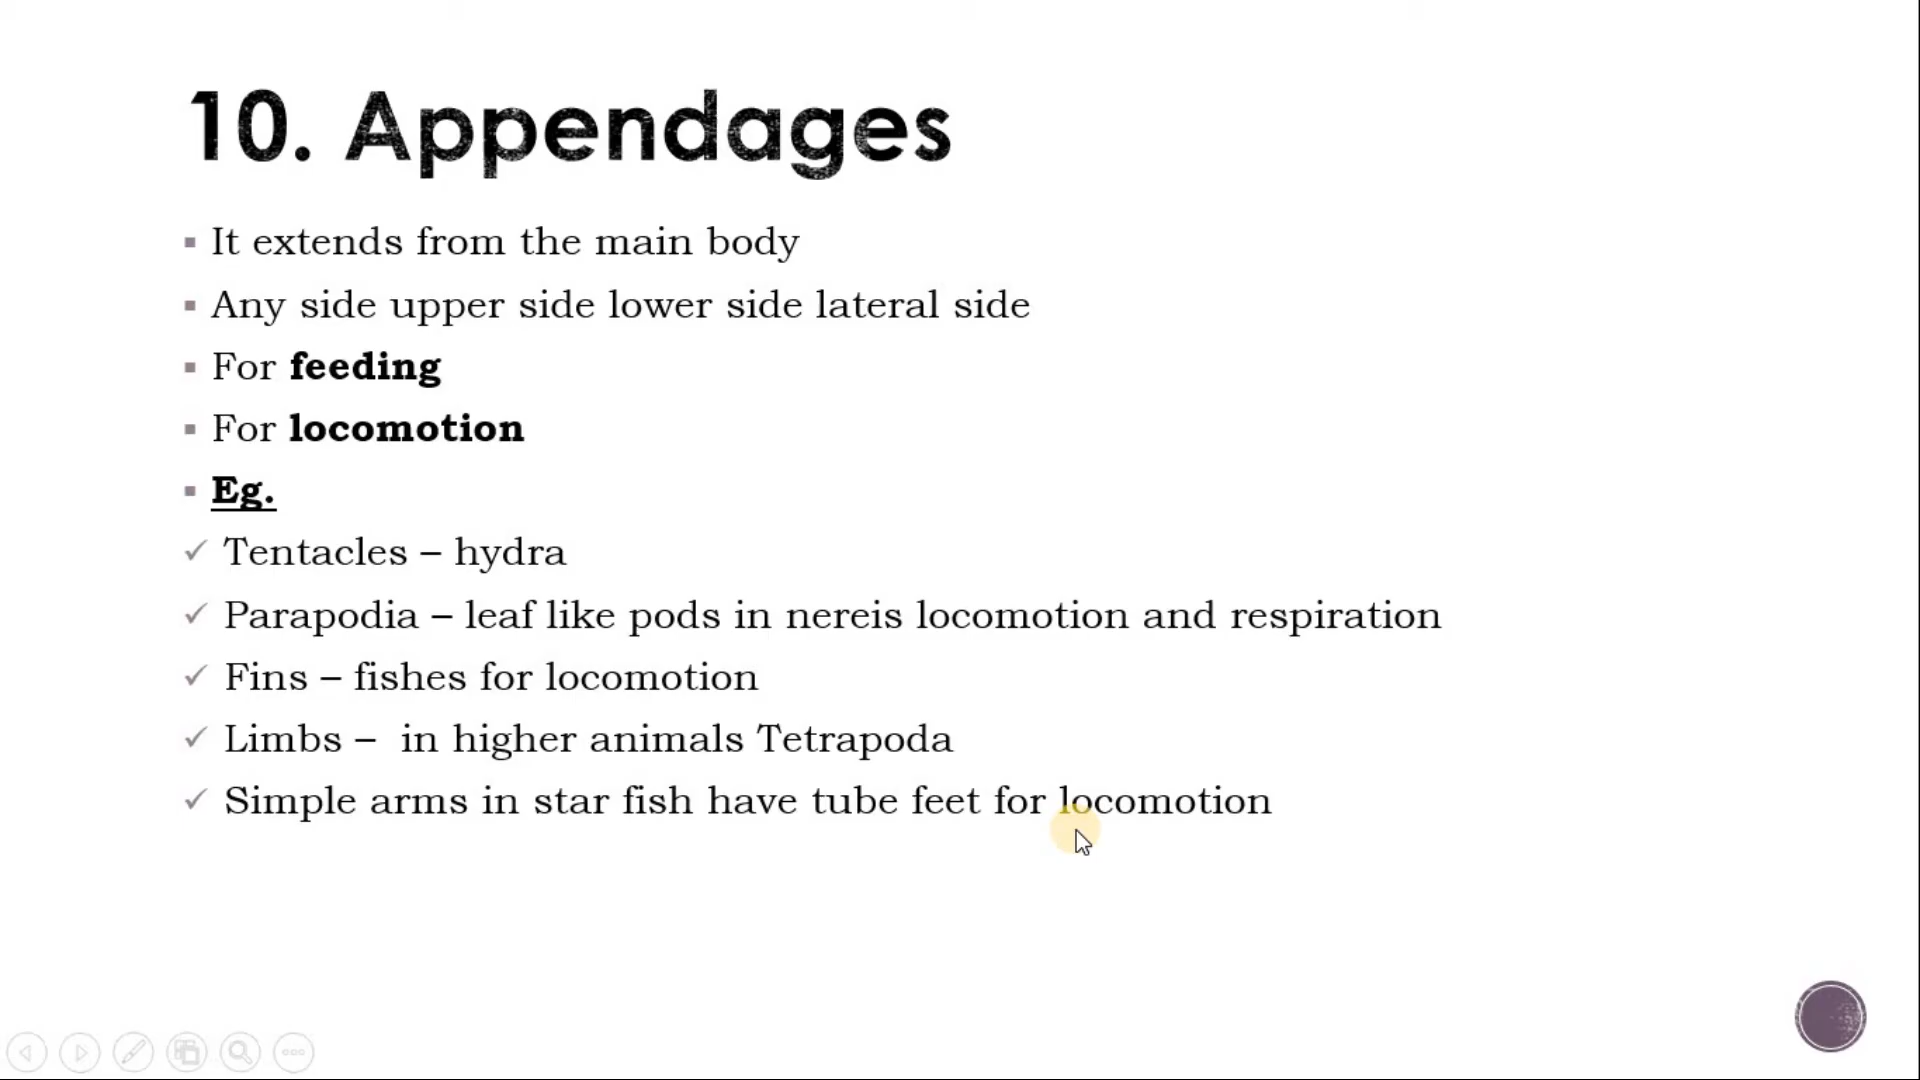 10. Appendages
It extends from the main body
Any side upper side lower side lateral side
For feeding
For locomotion
Eg.
Tentacles – hydra
Parapodia – leaf like pods in nereis locomotion and respiration
Fins – fishes for locomotion
Limbs – in higher animals Tetrapoda
Simple arms in star fish have tube feet for locomotion